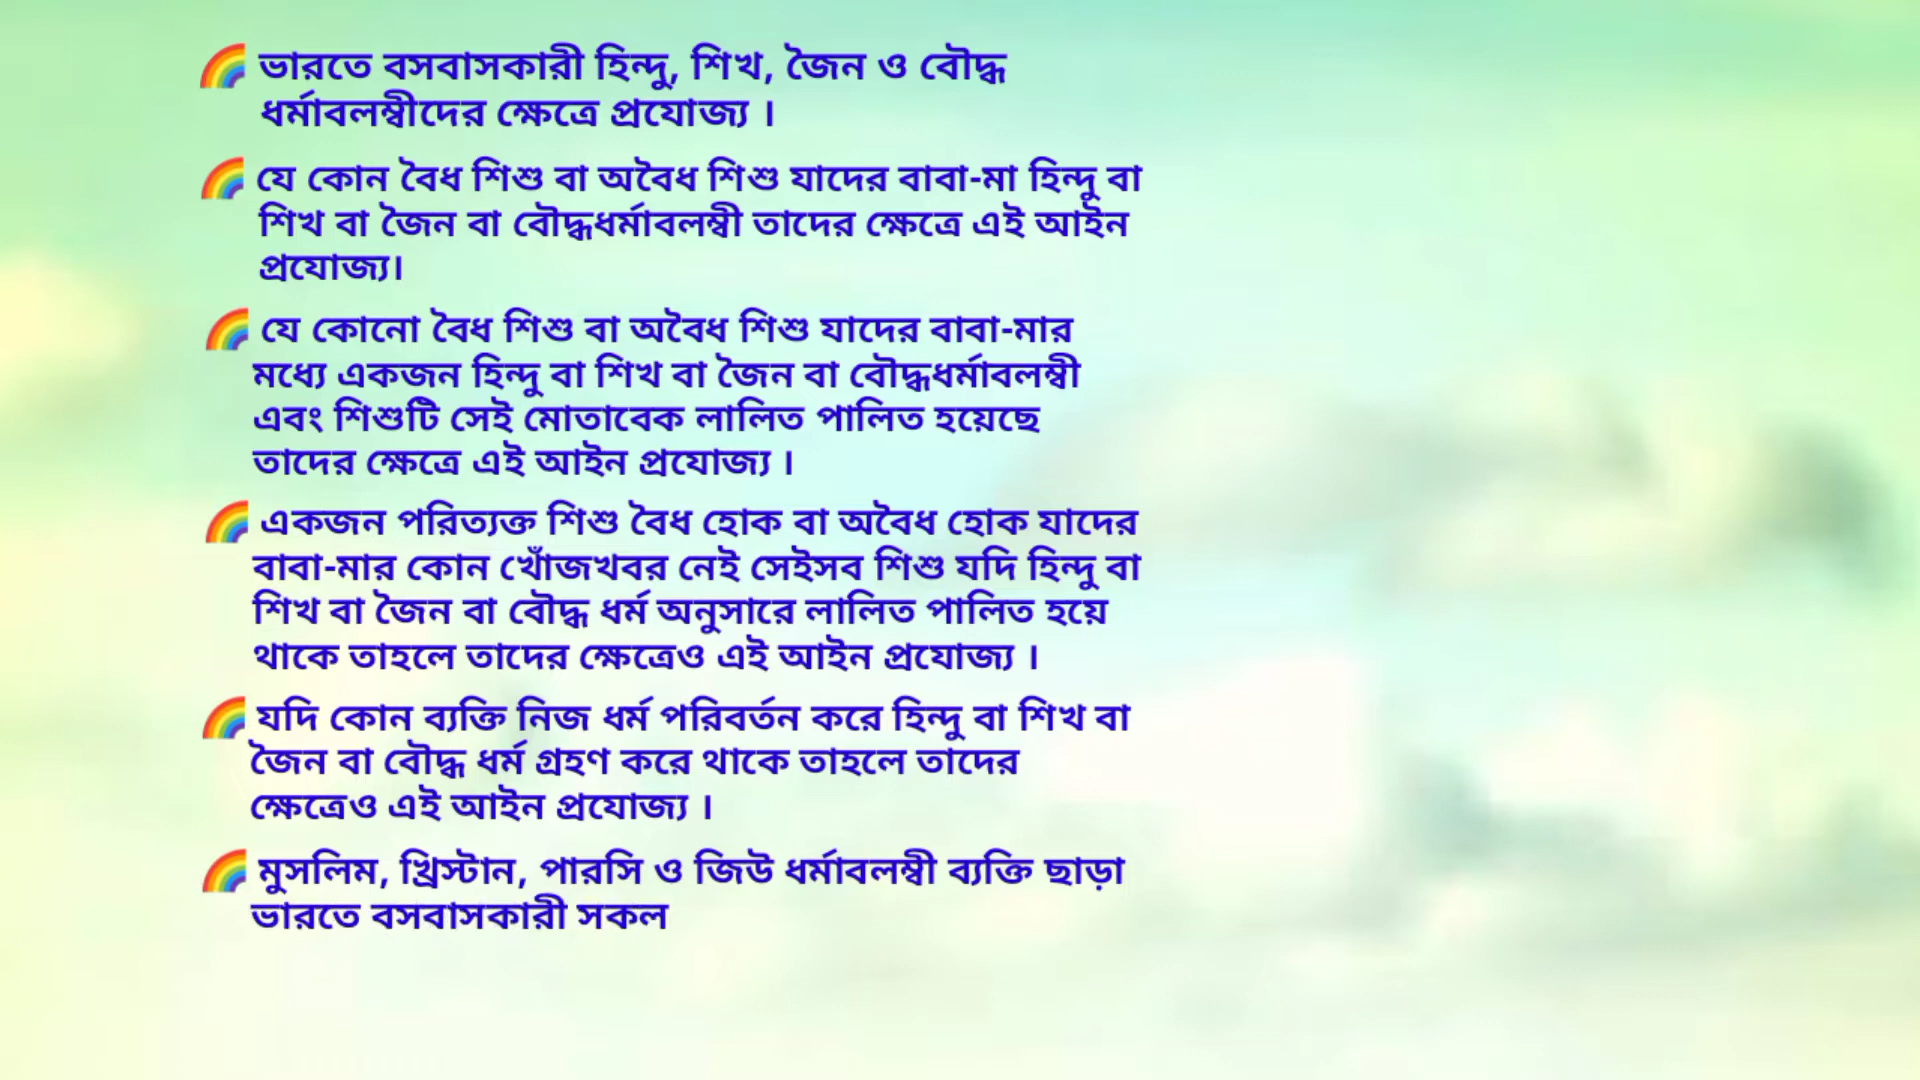 ভারতে বসবাসকারী হিন্দু, শিখ, জৈন ও বৌদ্ধ
ধর্মাবলম্বীদের ক্ষেত্রে প্রযোজ্য ।
যে কোন বৈধ শিশু বা অবৈধ শিশু যাদের বাবা-মা হিন্দু বা
শিখ বা জৈন বা বৌদ্ধধর্মাবলম্বী তাদের ক্ষেত্রে এই আইন
প্রযোজ্য।
যে কোনো বৈধ শিশু বা অবৈধ শিশু যাদের বাবা-মার
মধ্যে একজন হিন্দু বা শিখ বা জৈন বা বৌদ্ধধর্মাবলম্বী
এবং শিশুটি সেই মোতাবেক লালিত পালিত হয়েছে
তাদের ক্ষেত্রে এই আইন প্রযোজ্য ।
একজন পরিত্যক্ত শিশু বৈধ হোক বা অবৈধ হোক যাদের
বাবা-মার কোন খোঁজখবর নেই সেইসব শিশু যদি হিন্দু বা
শিখ বা জৈন বা বৌদ্ধ ধর্ম অনুসারে লালিত পালিত হয়ে
থাকে তাহলে তাদের ক্ষেত্রেও এই আইন প্রযোজ্য ।
যদি কোন ব্যক্তি নিজ ধর্ম পরিবর্তন করে হিন্দু বা শিখ বা
জৈন বা বৌদ্ধ ধর্ম গ্রহণ করে থাকে তাহলে তাদের
ক্ষেত্রেও এই আইন প্রযোজ্য ।
মুসলিম, খ্রিস্টান, পারসি ও জিউ ধর্মাবলম্বী ব্যক্তি ছাড়া
ভারতে বসবাসকারী সকল